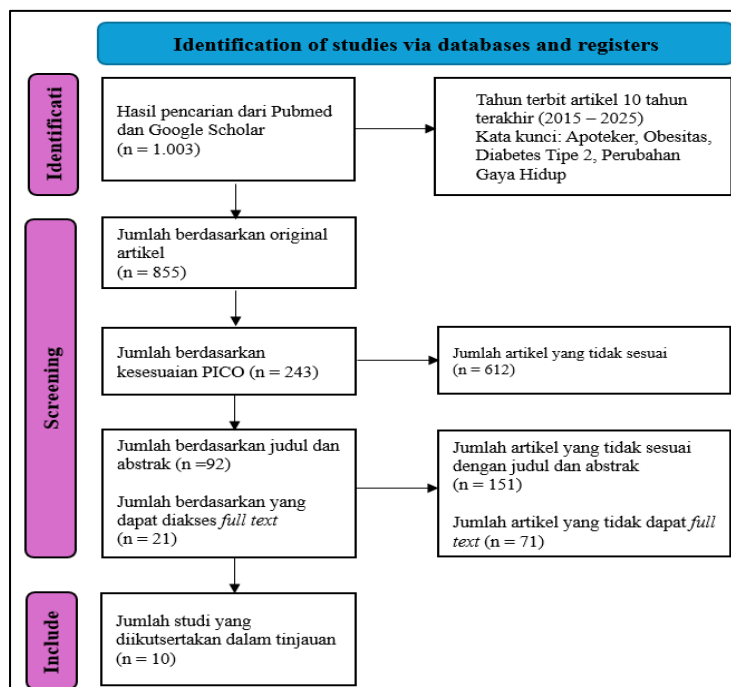 Identification of studies via databases and registers
Identificati
Hasil pencarian dari Pubmed
dan Google Scholar
(n = 1.003)
Tahun terbit artikel 10 tahun
terakhir (2015 – 2025)
Kata kunci: Apoteker, Obesitas,
Diabetes Tipe 2, Perubahan
Gaya Hidup
Screening
Jumlah berdasarkan original
artikel
(n = 855)
Jumlah berdasarkan
kesesuaian PICO (n = 243)
Jumlah artikel yang tidak sesuai
(n = 612)
Jumlah berdasarkan judul dan
abstrak (n =92)
Jumlah berdasarkan yang
dapat diakses full text
(n = 21)
Jumlah artikel yang tidak sesuai
dengan judul dan abstrak
(n = 151)
Jumlah artikel yang tidak dapat full
text (n = 71)
Include
Jumlah studi yang
diikutsertakan dalam tinjauan
(n = 10)